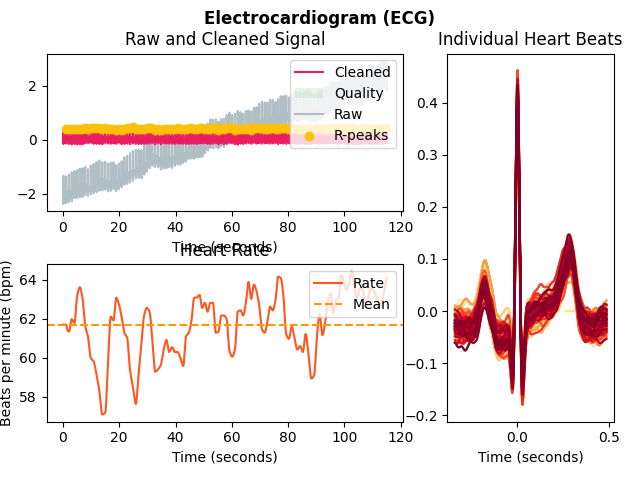 Electrocardiogram (ECG)
Raw and Cleaned Signal
Cleaned
Quality
Raw
R-peaks
2
0
−2
0
20
40
60
80
100
120
Time (seconds)
Heart Rate
Rate
Mean
Beats per minute (bpm)
64
62
60
58
0
20
40
60
80
100
120
Time (seconds)
Individual Heart Beats
0.4
0.3
0.2
0.1
0.0
−0.1
−0.2
0.0
0.5
Time (seconds)